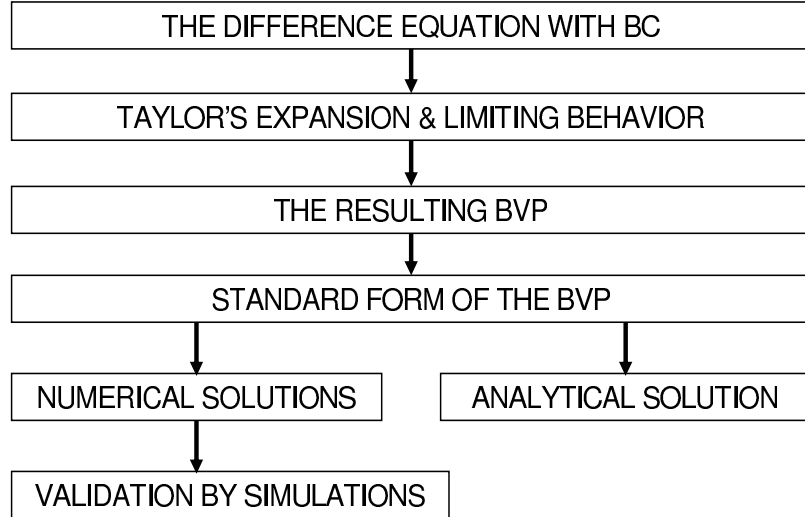 THE DIFFERENCE EQUATION WITH BC
TAYLOR'S EXPANSION & LIMITING BEHAVIOR
THE RESULTING BVP
STANDARD FORM OF THE BVP
NUMERICAL SOLUTIONS
ANALYTICAL SOLUTION
VALIDATION BY SIMULATIONS